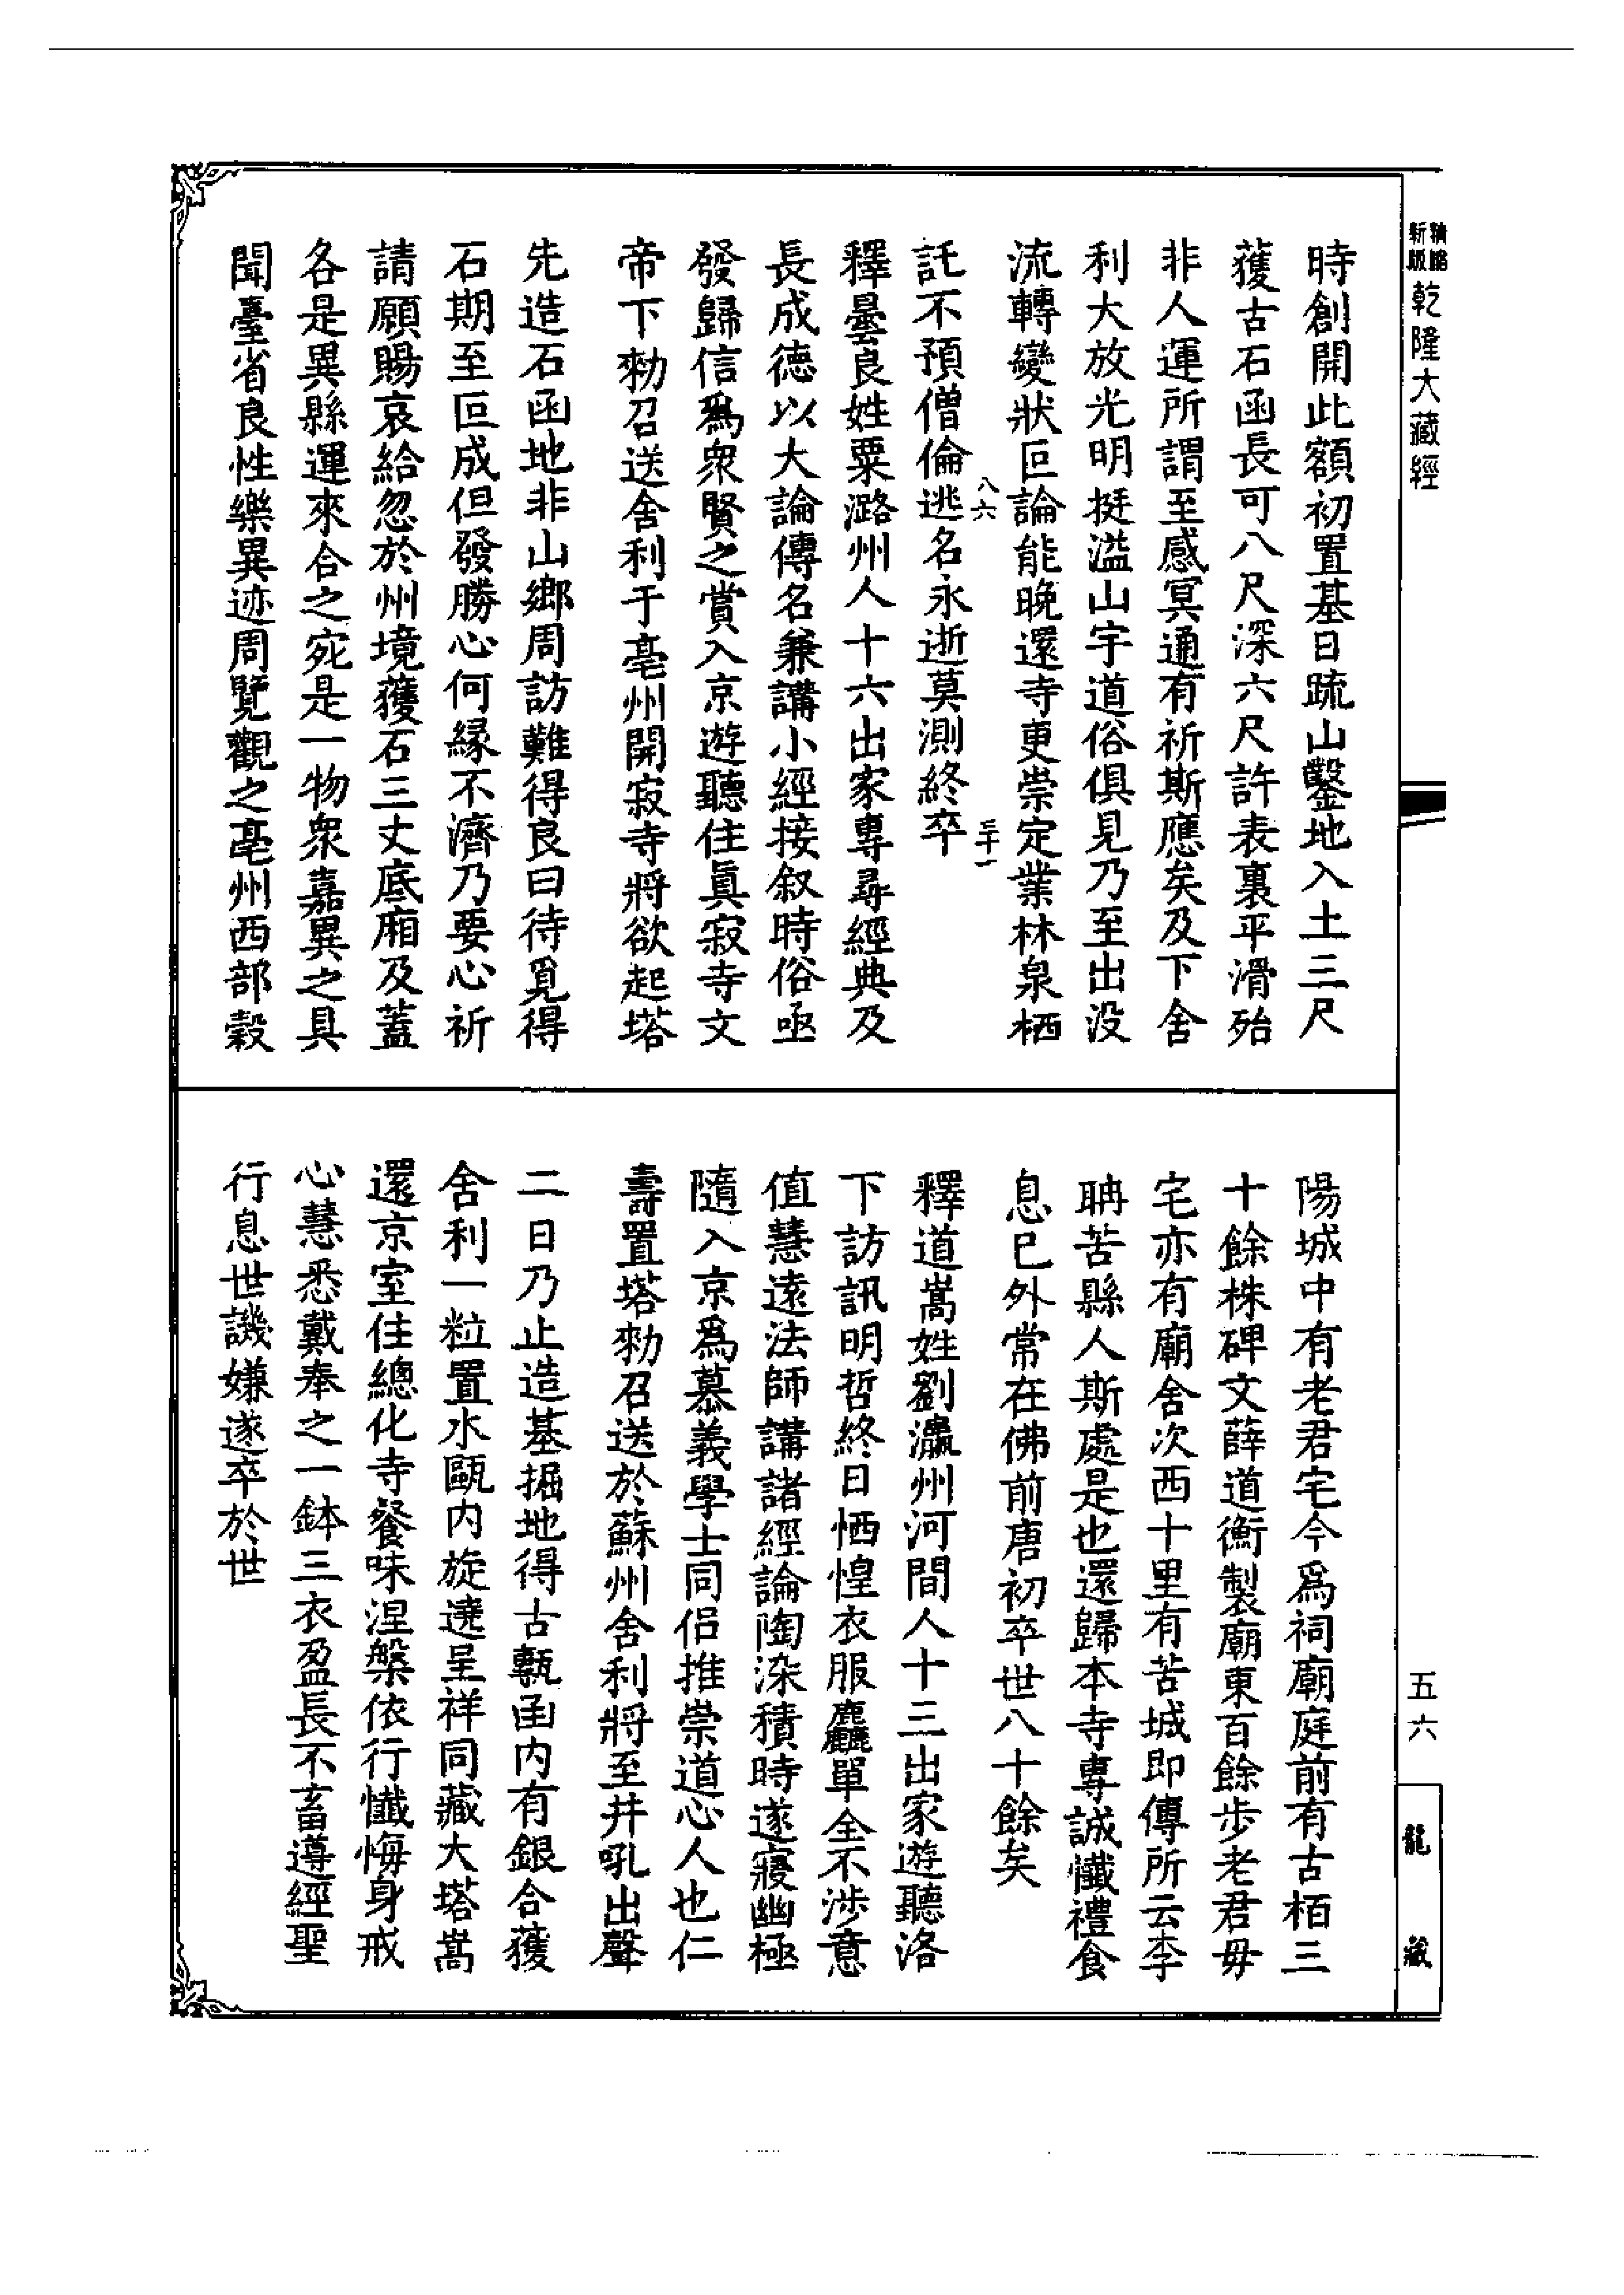 新版
乾隆大藏經
時創開此額初置基日疏山鑿地入土三尺
獲古石函長可八尺深六尺許表裏平滑殆
非人運所謂至感冥通有祈斯應矣及下舍
利大放光明挺溢山宇道俗俱見乃至出没
流轉變狀叵論能晚還寺更崇定業林泉栖
託不預僧倫逃名永逝莫測終卒
八六
三十一
釋曇良姓粟潞州人十六出家專尋經典及
長成德以大論傳名兼講小經接叙時俗亟
發歸信爲衆賢之賞入京遊聽住眞寂寺文
帝下勑召送舍利于亳州開寂寺將欲起塔
先造石函地非山鄉周訪難得良曰待覓得
石期至叵成但發勝心何緣不濟乃要心祈
請願賜哀給忽於州境獲石三丈底廂及蓋
各是異縣運來合之宛是一物衆嘉異之具
聞臺省良性樂異迹周覽觀之亳州西部穀
陽城中有老君宅今爲祠廟庭前有古栢三
十餘株碑文薛道衡製廟東百餘步老君毋
宅亦有廟舍次西十里有苦城即傳所云李
聃苦縣人斯處是也還歸本寺專誠懺禮食
息已外常在佛前唐初卒世八十餘矣
釋道嵩姓劉瀛州河間人十三出家遊聽洛
下訪訊明哲終日恓惶衣服麤單全不涉意
值慧遠法師講諸經論陶染積時遂寢幽極
隨入京爲慕義學士同侶推崇道心人也仁
壽置塔勑召送於蘇州舍利將至井吼出聲
二日乃止造基掘地得古甎函内有銀合獲
舍利一粒置水甌内旋遶呈祥同藏大塔嵩
還京室住總化寺餐味涅槃依行懺悔身戒
心慧悉戴奉之一鉢三衣盈長不畜遵經聖
行息世譏嫌遂卒於世
五六
龍藏